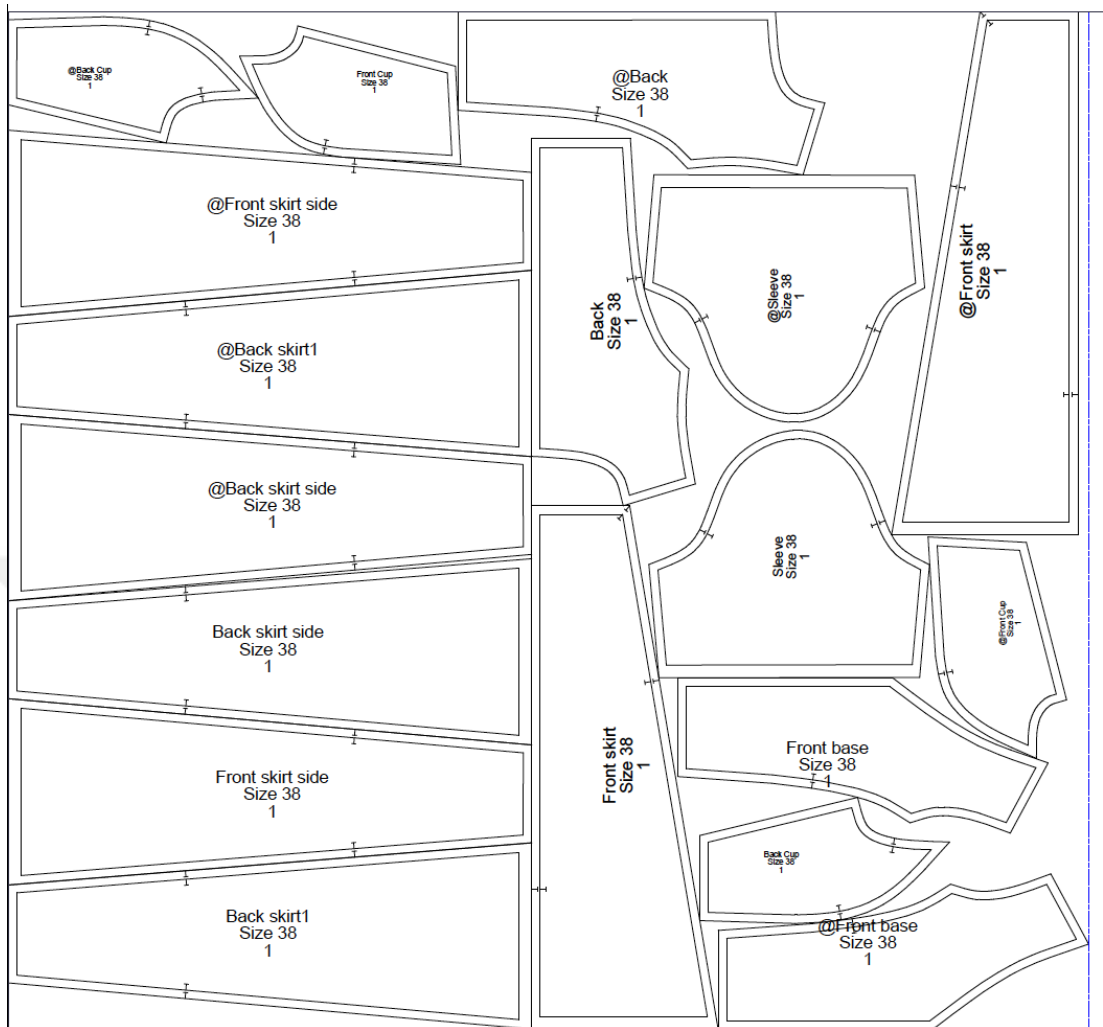 @Back Cup
Size 38
1
Front Cup
Size 38
1
@Back
Size 38
1
@Front skirt side
Size 38
1
@Back skirt1
Size 38
1
@Back skirt side
Size 38
1
Back skirt side
Size 38
1
Front skirt side
Size 38
1
Back skirt1
Size 38
1
Back
Size 38
1
@Sleeve
Size 38
1
@Front skirt
Size 38
1
Sleeve
Size 38
1
@Front Cup
Size 38
1
Front skirt
Size 38
1
Front base
Size 38
1
Back Cup
Size 38
1
@Front base
Size 38
1